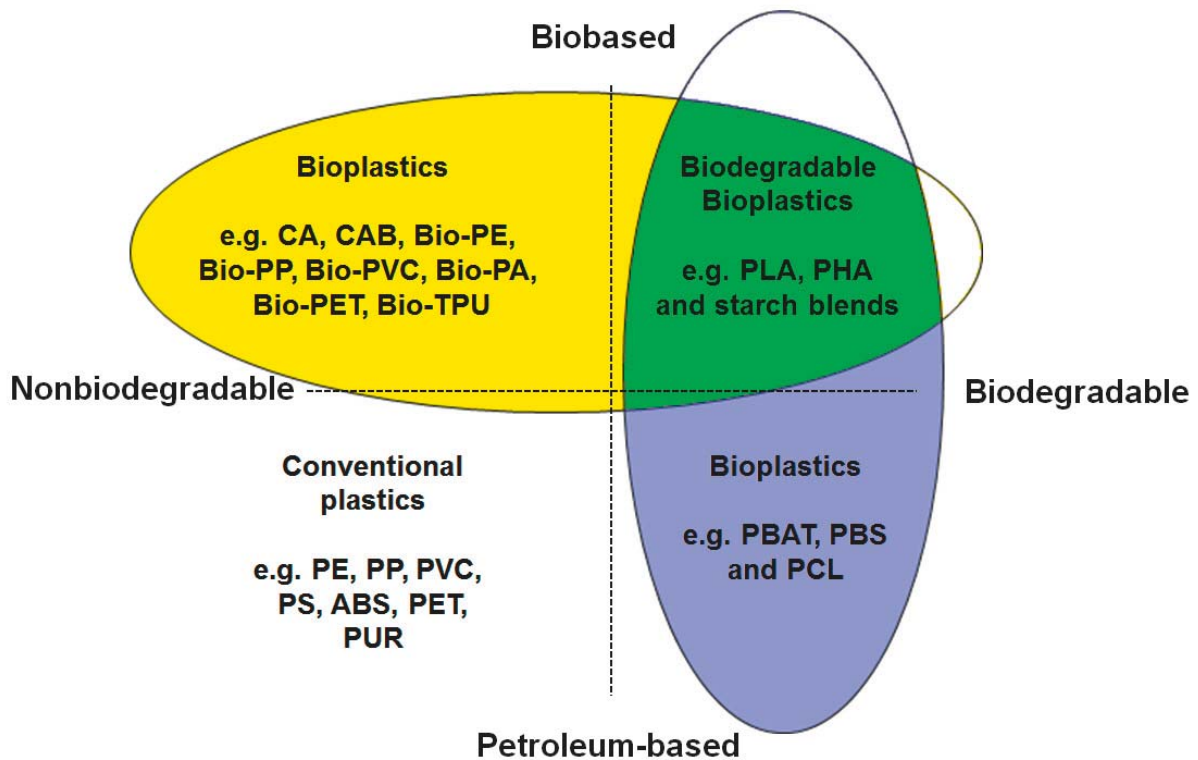 Biobased
Bioplastics
e.g. CA, CAB, Bio-PE,
Bio-PP, Bio-PVC, Bio-PA,
Bio-PET, Bio-TPU
Biodegradable
Bioplastics
e.g. PLA, PHA
and starch blends
Nonbiodegradable
Biodegradable
Conventional
plastics
e.g. PE, PP, PVC,
PS, ABS, PET,
PUR
Bioplastics
e.g. PBAT, PBS
and PCL
Petroleum-based